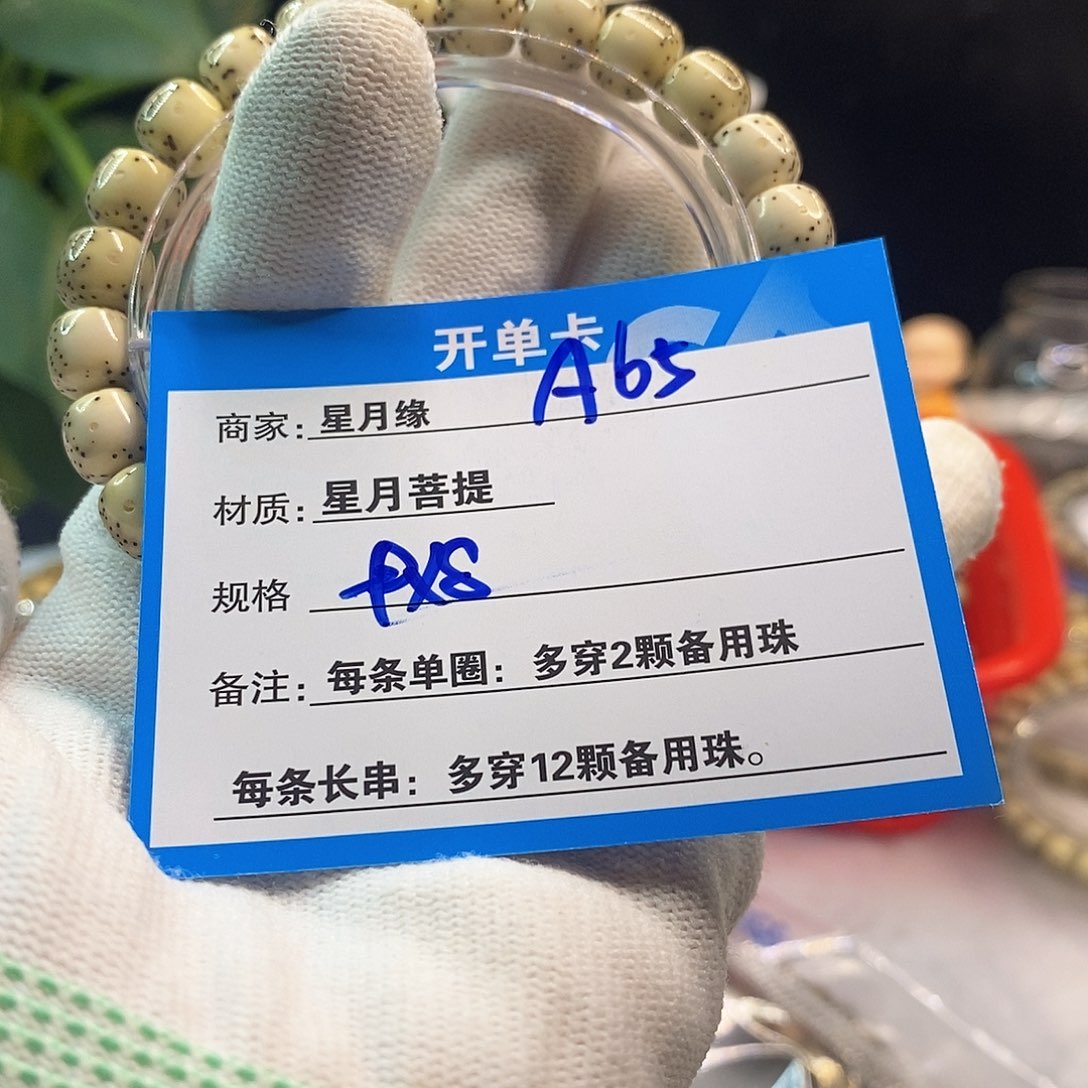 开单卡
A65
商家：星月缘
材质：星月菩提
规格
备注：每条单圈：多穿2颗备用珠
每条长串：多穿12颗备用珠。